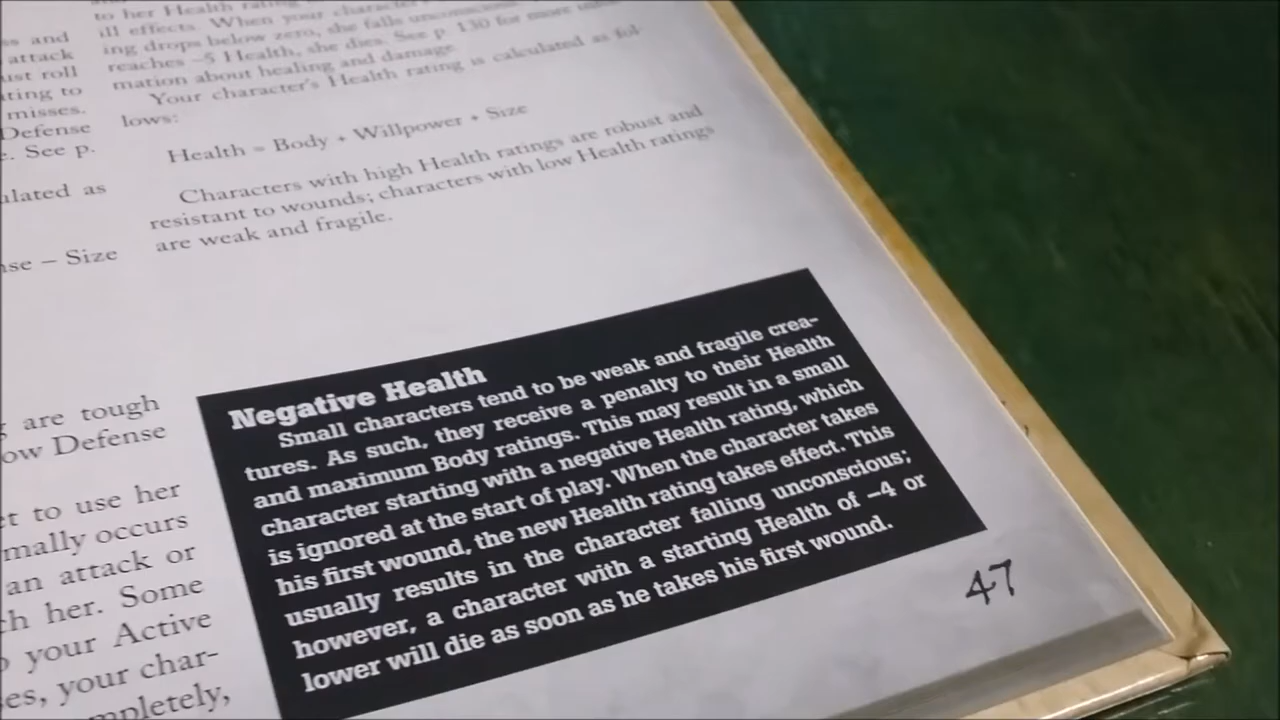 ss and
attack
ust roll
ating to
misses.
Defense
e. See p.
ulated as
nse – Size
are tough
ow Defense
et to use her
mally occurs
an attack or
ch her. Some
your Active
ses, your char-
mpletely,
to her Health rating
ill effects. When your character
ing drops below zero, she falls unconscious.
reaches –5 Health, she dies. See p. 130 for more
mation about healing and damage
Your character's Health rating is calculated as fol-
lows:
Health = Body + Willpower + Size
Characters with high Health ratings are robust and
resistant to wounds; characters with low Health ratings
are weak and fragile.
Negative Health
Small characters tend to be weak and fragile crea-
tures. As such, they receive a penalty to their Health
and maximum Body ratings. This may result in a small
character starting with a negative Health rating, which
is ignored at the start of play. When the character takes
his first wound, the new Health rating takes effect. This
usually results in the character falling unconscious;
however, a character with a starting Health of –4 or
lower will die as soon as he takes his first wound.
47